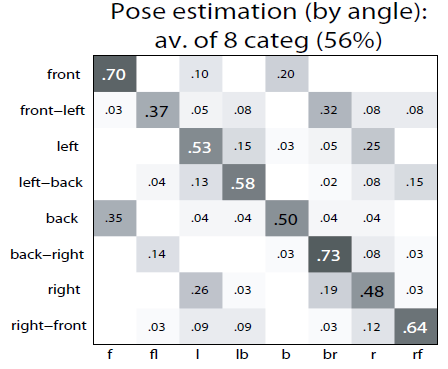 Pose estimation (by angle):
av. of 8 categ (56%)
front .70 .10 .20
front−left .03 .37 .05 .08 .32 .08 .08
left .53 .15 .03 .05 .25
left−back .04 .13 .58 .02 .08 .15
back .35 .04 .04 .50 .04 .04
back−right .14 .03 .73 .08 .03
right .26 .03 .19 .48 .03
right−front .03 .09 .09 .03 .12 .64
f fl l lb b br r rf